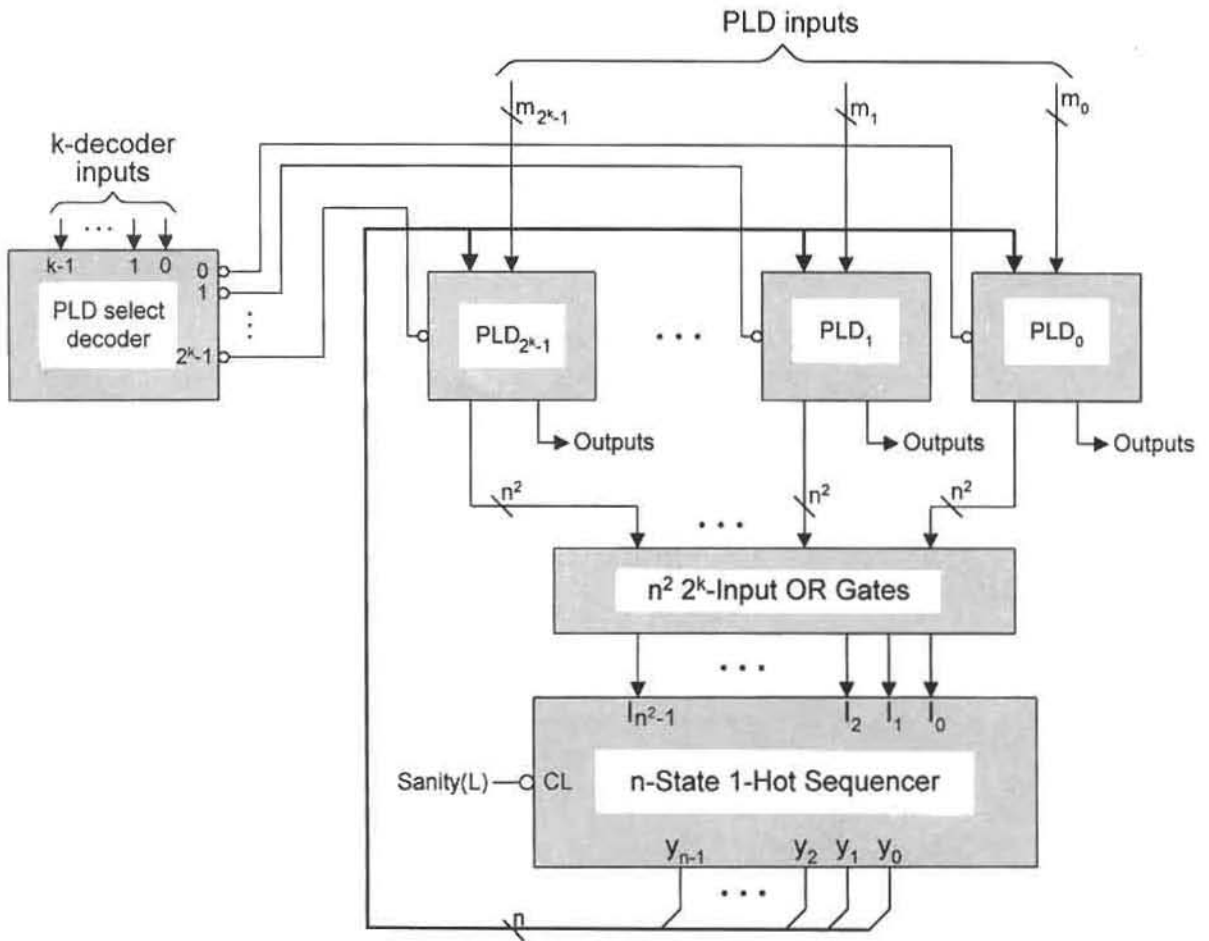 PLD inputs
m₂ᵏ₋₁
m₁
m₀
k-decoder
inputs
k-1 ... 1 0
0
1
2ᵏ-1
PLD select
decoder
PLD₂ᵏ₋₁
...
PLD₁
PLD₀
Outputs
Outputs
Outputs
n²
n²
n²
...
n² 2ᵏ-Input OR Gates
...
Iₙ²₋₁
I₂ I₁ I₀
Sanity(L)
CL
n-State 1-Hot Sequencer
yₙ₋₁
y₂ y₁ y₀
...
n